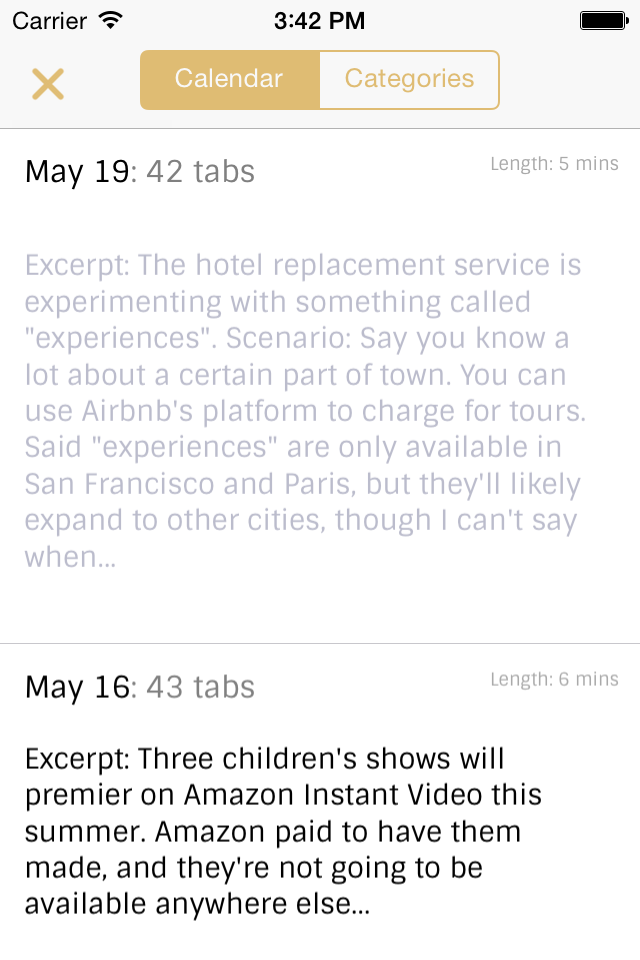 Carrier 3:42 PM
Calendar Categories
May 19: 42 tabs Length: 5 mins
Excerpt: The hotel replacement service is
experimenting with something called
"experiences". Scenario: Say you know a
lot about a certain part of town. You can
use Airbnb's platform to charge for tours.
Said "experiences" are only available in
San Francisco and Paris, but they'll likely
expand to other cities, though I can't say
when...
May 16: 43 tabs Length: 6 mins
Excerpt: Three children's shows will
premier on Amazon Instant Video this
summer. Amazon paid to have them
made, and they're not going to be
available anywhere else...